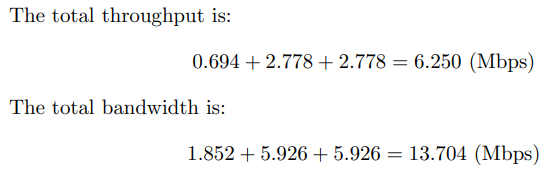 The total throughput is:
0.694 + 2.778 + 2.778 = 6.250 (Mbps)
The total bandwidth is:
1.852 + 5.926 + 5.926 = 13.704 (Mbps)